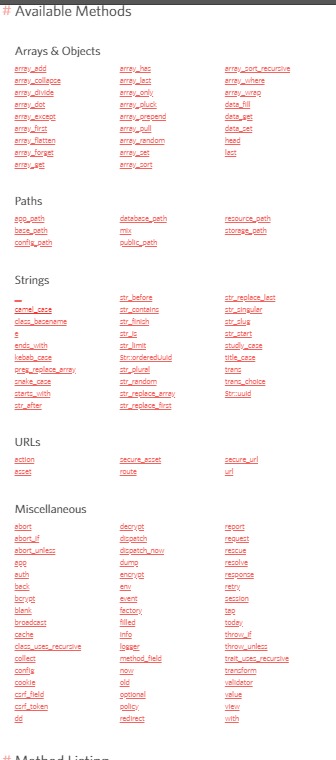 # Available Methods
Arrays & Objects
array_add array_has array_sort_recursive
array_collapse array_last array_where
array_divide array_only array_wrap
array_dot array_pluck data_fill
array_except array_prepend data_get
array_first array_pull data_set
array_flatten array_random head
array_forget array_set last
array_get array_sort
Paths
app_path database_path resource_path
base_path mix storage_path
config_path public_path
Strings
__ str_before str_replace_last
camel_case str_contains str_singular
class_basename str_finish str_slug
e str_is str_start
ends_with str_limit studly_case
kebab_case Str::orderedUuid title_case
preg_replace_array str_plural trans
snake_case str_random trans_choice
starts_with str_replace_array Str::uuid
str_after str_replace_first
URLs
action secure_asset secure_url
asset route url
Miscellaneous
abort decrypt report
abort_if dispatch request
abort_unless dispatch_now rescue
app dump resolve
auth encrypt response
back env retry
bcrypt event session
blank factory tap
broadcast filled today
cache info throw_if
class_uses_recursive logger throw_unless
collect method_field trait_uses_recursive
config now transform
cookie old validator
csrf_field optional value
csrf_token policy view
dd redirect with
# Method Listing